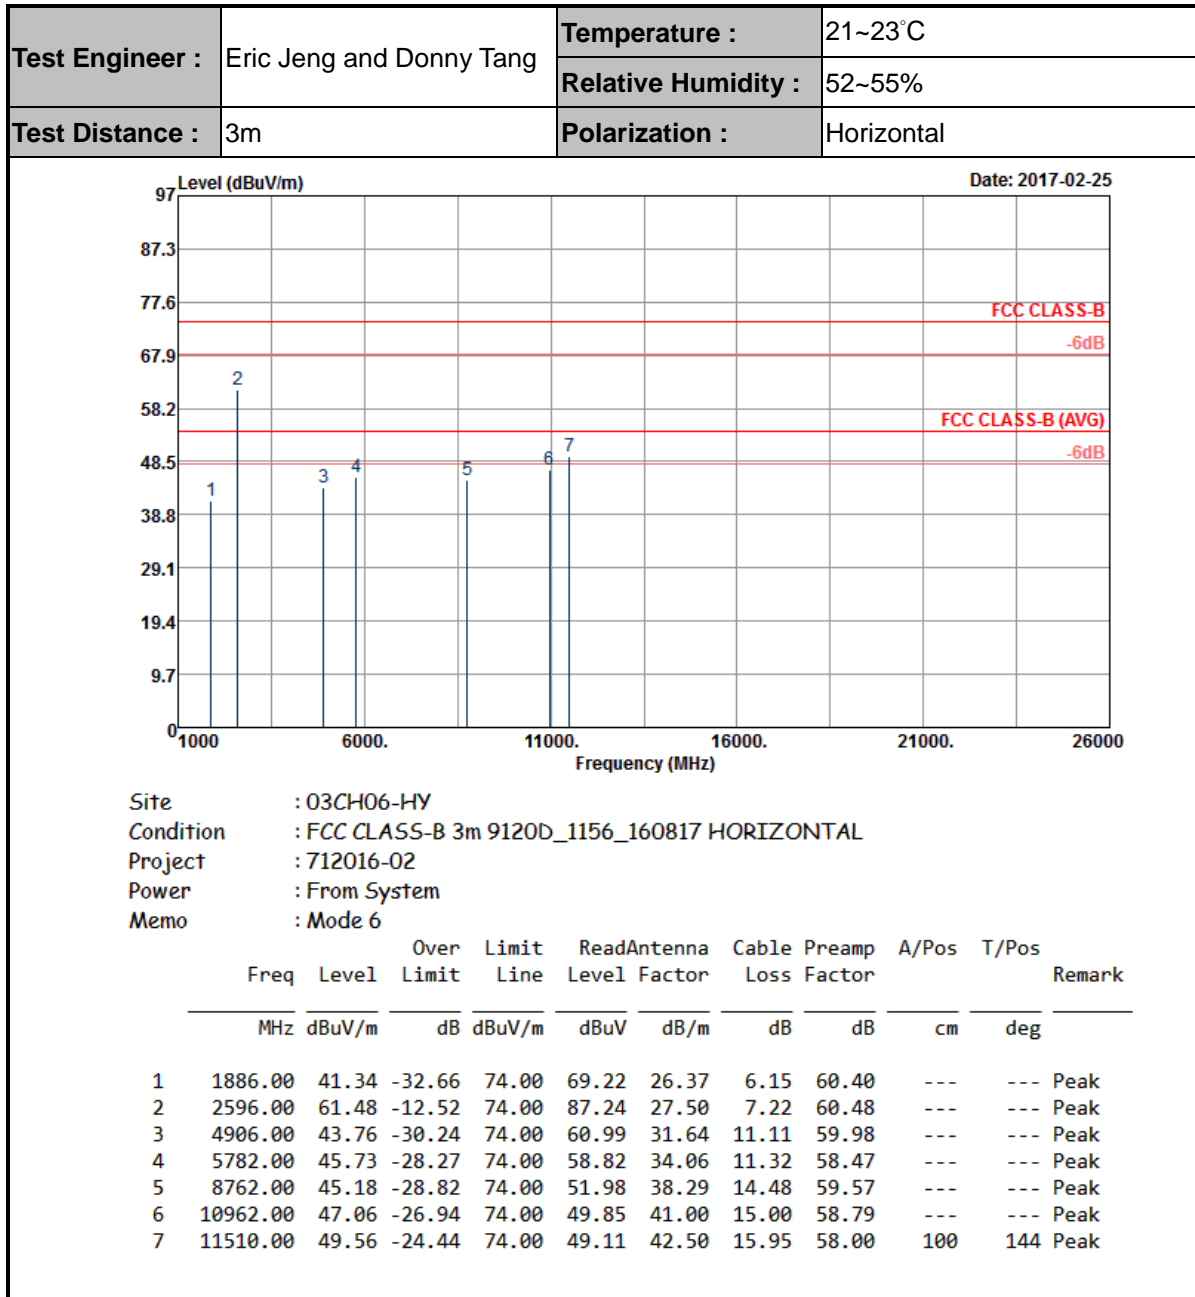 Test Engineer : Eric Jeng and Donny Tang Temperature : 21~23°C
Relative Humidity : 52~55%
Test Distance : 3m Polarization : Horizontal
Level (dBuV/m) Date: 2017-02-25
97
87.3
77.6
FCC CLASS-B
-6dB
67.9
2
58.2
FCC CLASS-B (AVG)
7
-6dB
48.5
1 3 4 5 6
38.8
29.1
19.4
9.7
0
1000 6000. 11000. 16000. 21000. 26000
Frequency (MHz)
Site : 03CH06-HY
Condition : FCC CLASS-B 3m 9120D_1156_160817 HORIZONTAL
Project : 712016-02
Power : From System
Memo : Mode 6
Over Limit ReadAntenna Cable Preamp A/Pos T/Pos
Freq Level Limit Line Level Factor Loss Factor Remark
MHz dBuV/m dB dBuV/m dBuV dB/m dB dB cm deg
1 1886.00 41.34 -32.66 74.00 69.22 26.37 6.15 60.40 --- --- Peak
2 2596.00 61.48 -12.52 74.00 87.24 27.50 7.22 60.48 --- --- Peak
3 4906.00 43.76 -30.24 74.00 60.99 31.64 11.11 59.98 --- --- Peak
4 5782.00 45.73 -28.27 74.00 58.82 34.06 11.32 58.47 --- --- Peak
5 8762.00 45.18 -28.82 74.00 51.98 38.29 14.48 59.57 --- --- Peak
6 10962.00 47.06 -26.94 74.00 49.85 41.00 15.00 58.79 --- --- Peak
7 11510.00 49.56 -24.44 74.00 49.11 42.50 15.95 58.00 100 144 Peak